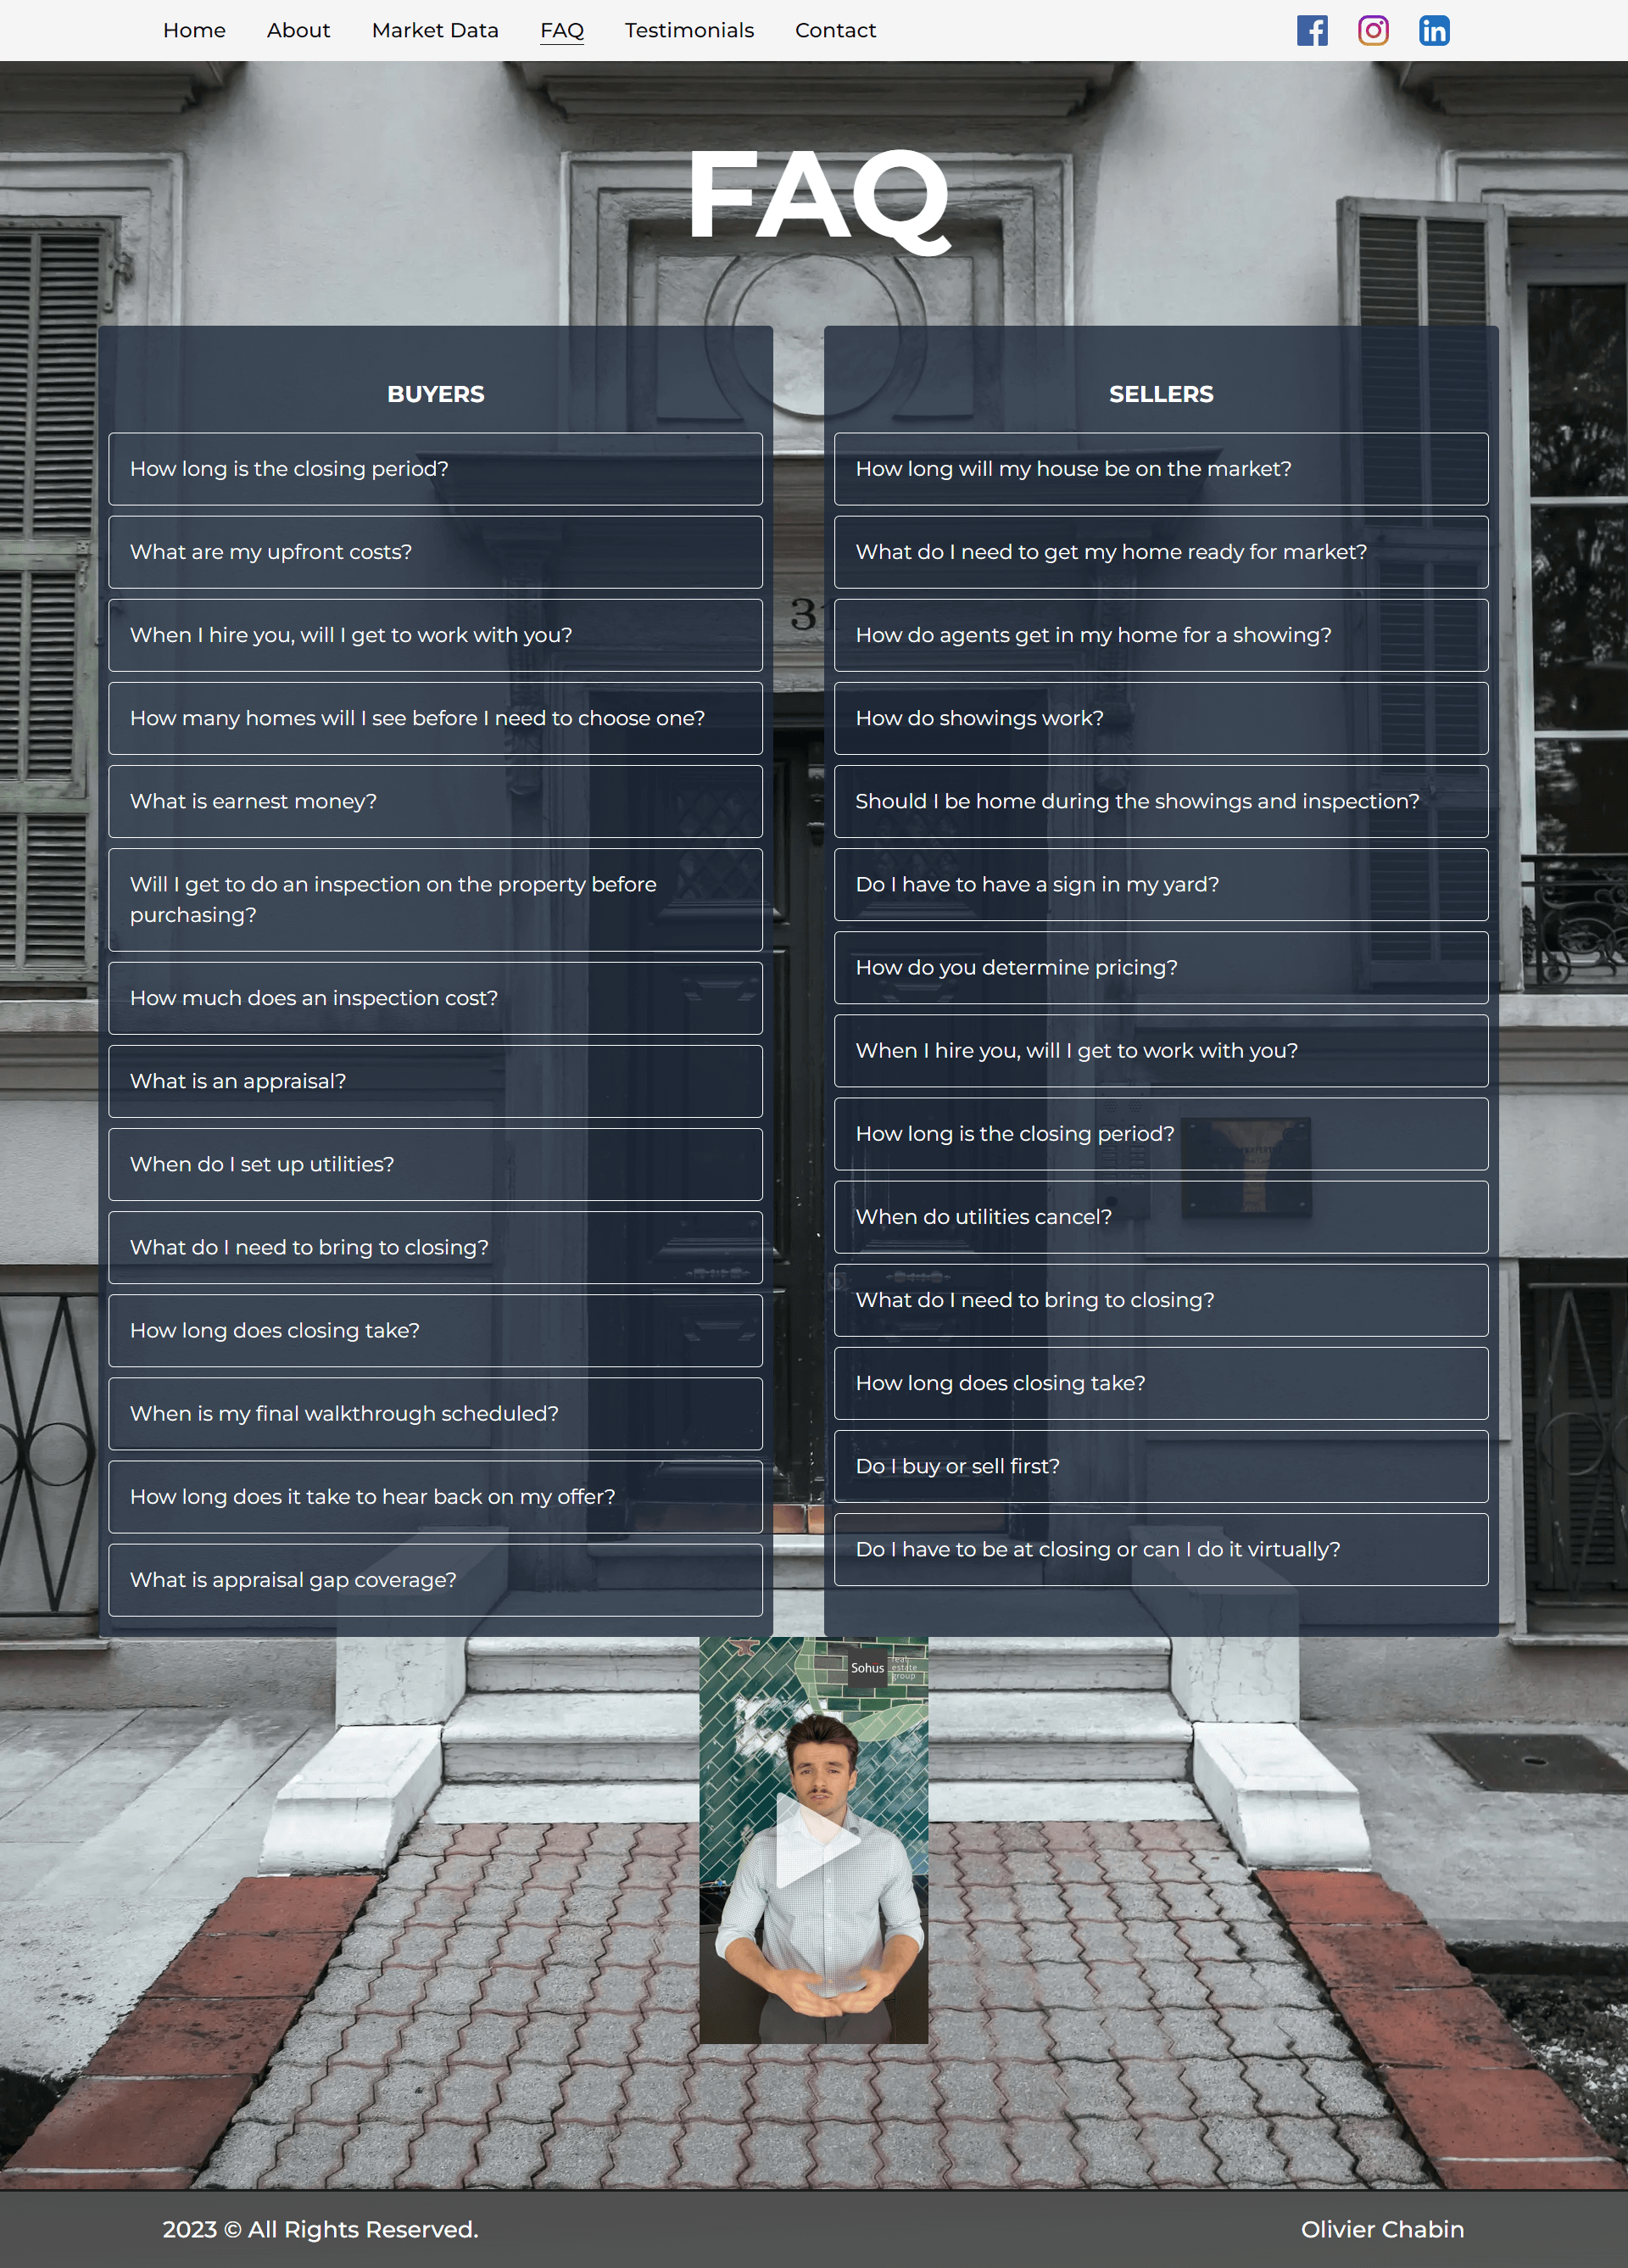 Home About Market Data FAQ Testimonials Contact
FAQ
BUYERS
How long is the closing period?
What are my upfront costs?
When I hire you, will I get to work with you?
How many homes will I see before I need to choose one?
What is earnest money?
Will I get to do an inspection on the property before
purchasing?
How much does an inspection cost?
What is an appraisal?
When do I set up utilities?
What do I need to bring to closing?
How long does closing take?
When is my final walkthrough scheduled?
How long does it take to hear back on my offer?
What is appraisal gap coverage?
SELLERS
How long will my house be on the market?
What do I need to get my home ready for market?
How do agents get in my home for a showing?
How do showings work?
Should I be home during the showings and inspection?
Do I have to have a sign in my yard?
How do you determine pricing?
When I hire you, will I get to work with you?
How long is the closing period?
When do utilities cancel?
What do I need to bring to closing?
How long does closing take?
Do I buy or sell first?
Do I have to be at closing or can I do it virtually?
Sohus
real
estate
group
2023 © All Rights Reserved.
Olivier Chabin